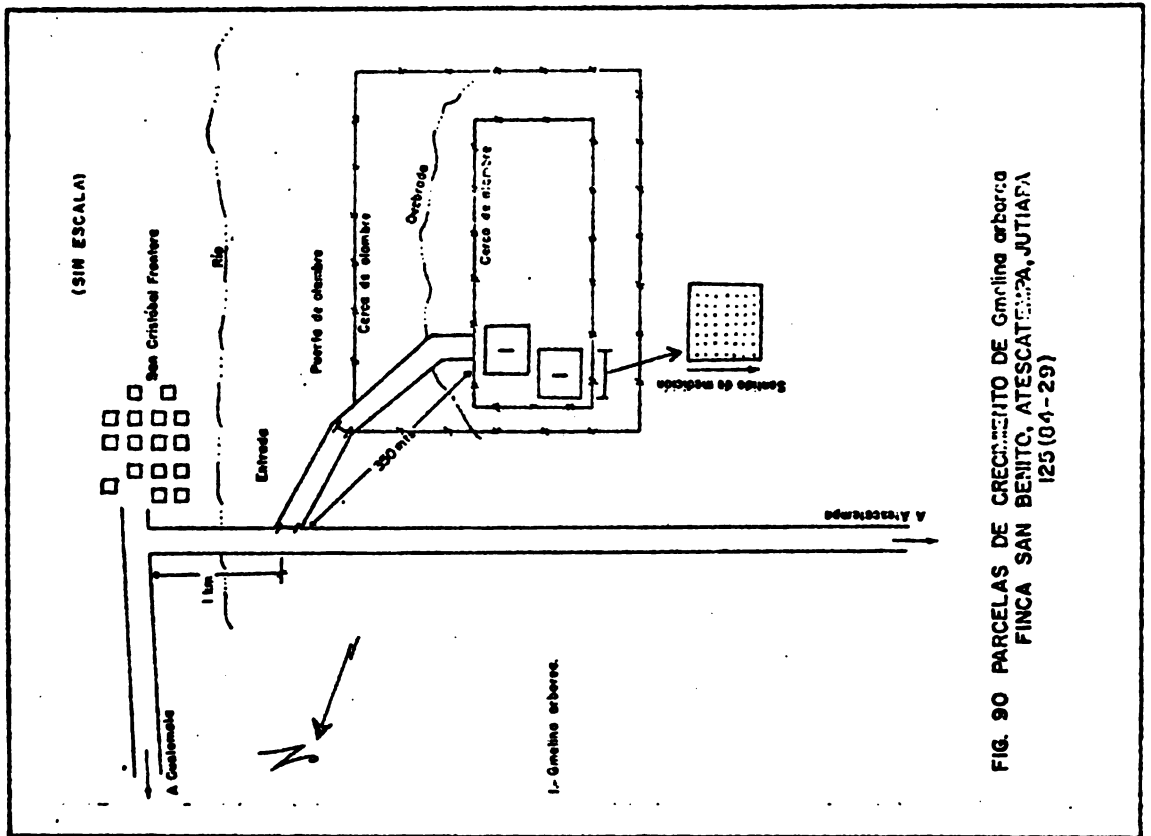 (SIN ESCALA)
San Cristóbal Frontera
Río
Entrada
Puerta de alambre
Cerca de alambre
Quebrada
Cerca de alambre
350 mts
1 km
A Guatemala
N
I
I
Sentido de medición
A Atescatempa
I.- Gmelina arborea.
FIG. 90 PARCELAS DE CRECIMIENTO DE Gmelina arborea
FINCA SAN BENITO, ATESCATEMPA, JUTIAPA
125 (04-29)